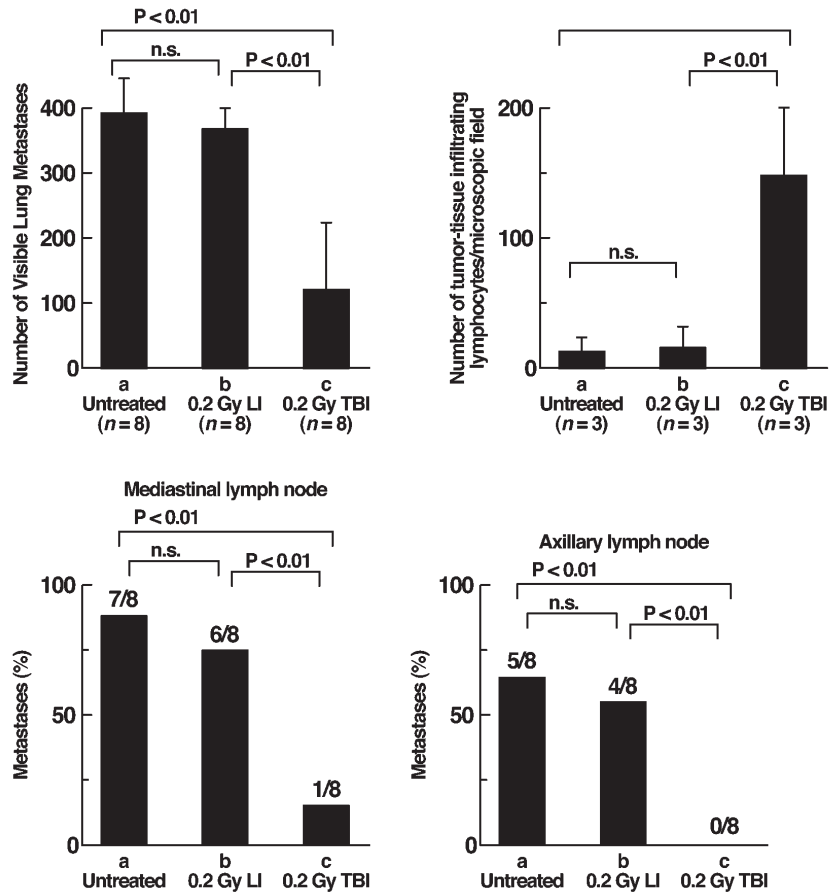 P < 0.01
n.s.
P < 0.01
Number of Visible Lung Metastases
400
300
200
100
0
a
b
c
Untreated
0.2 Gy LI
0.2 Gy TBI
(n = 8)
(n = 8)
(n = 8)
P < 0.01
n.s.
Number of tumor-tissue infiltrating
lymphocytes/microscopic field
200
100
0
a
b
c
Untreated
0.2 Gy LI
0.2 Gy TBI
(n = 3)
(n = 3)
(n = 3)
Mediastinal lymph node
P < 0.01
n.s.
P < 0.01
Metastases (%)
100
50
0
7/8
6/8
1/8
a
b
c
Untreated
0.2 Gy LI
0.2 Gy TBI
Axillary lymph node
P < 0.01
n.s.
P < 0.01
Metastases (%)
100
50
0
5/8
4/8
0/8
a
b
c
Untreated
0.2 Gy LI
0.2 Gy TBI